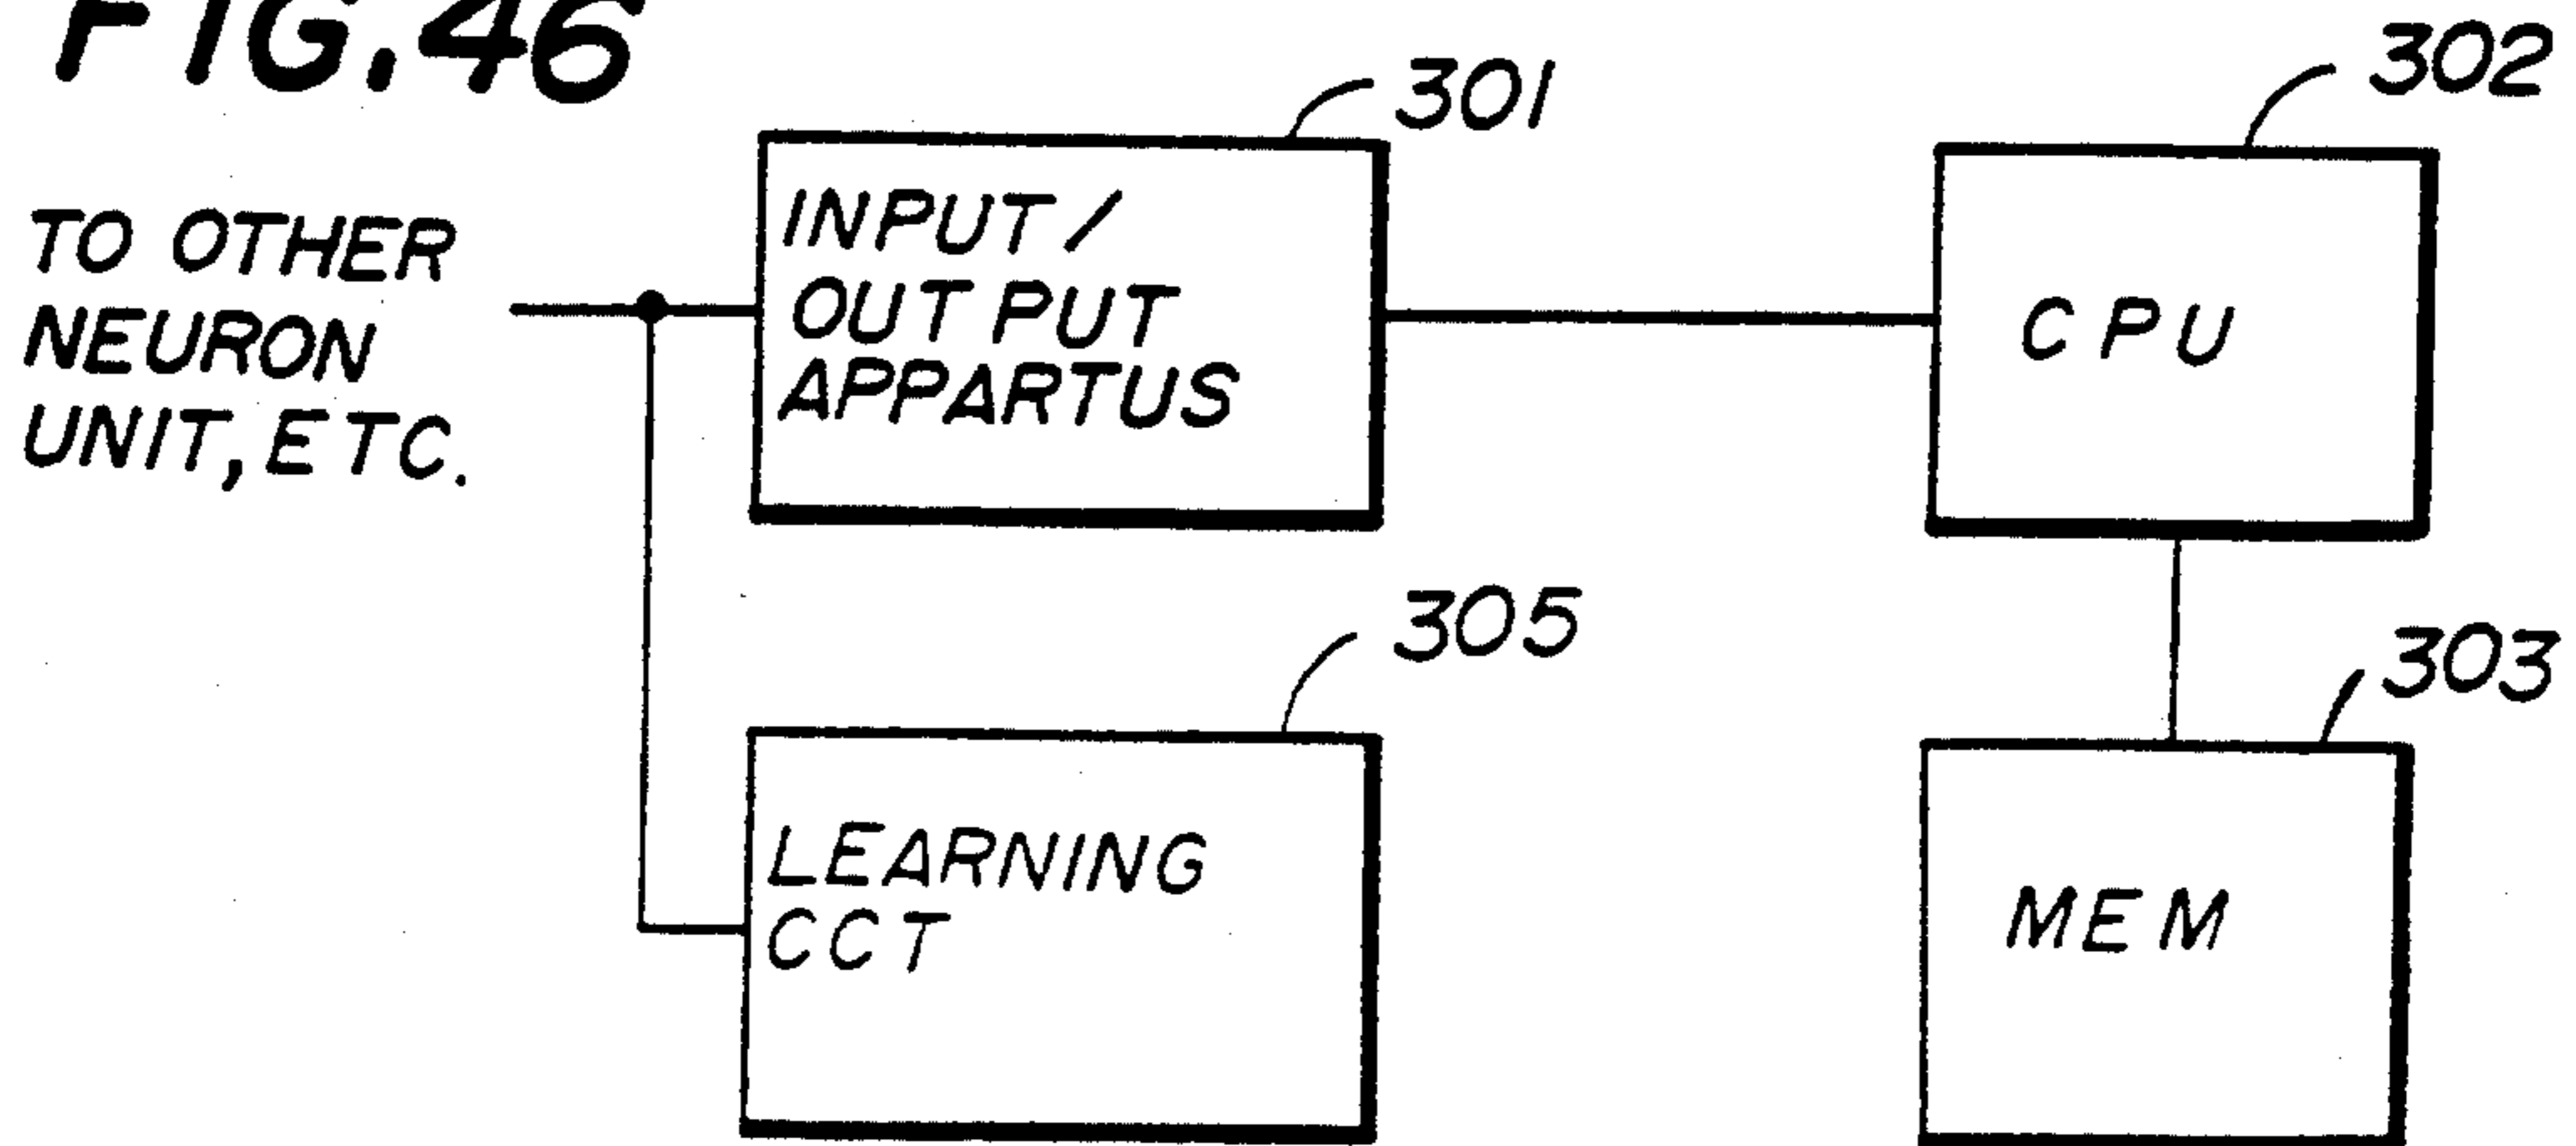 FIG.46
301
302
TO OTHER
NEURON
UNIT, ETC.
INPUT/
OUTPUT
APPARTUS
CPU
305
303
LEARNING
CCT
MEM